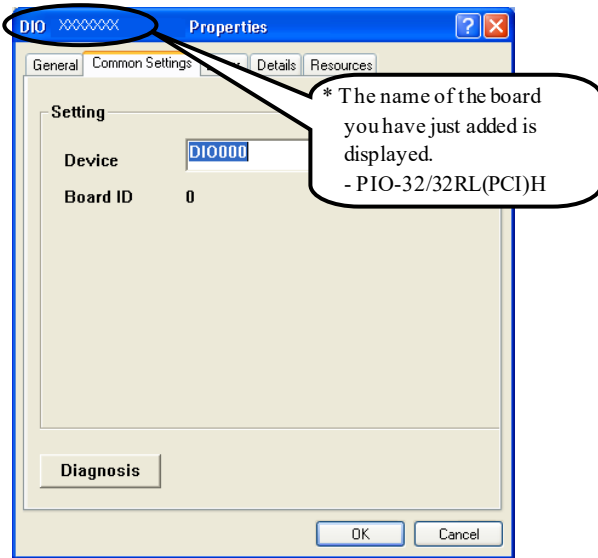 DIO XXXXXXX Properties
General Common Settings Details Resources
* The name of the board
you have just added is
displayed.
- PIO-32/32RL(PCI)H
Setting
Device DIO000
Board ID 0
Diagnosis
OK Cancel